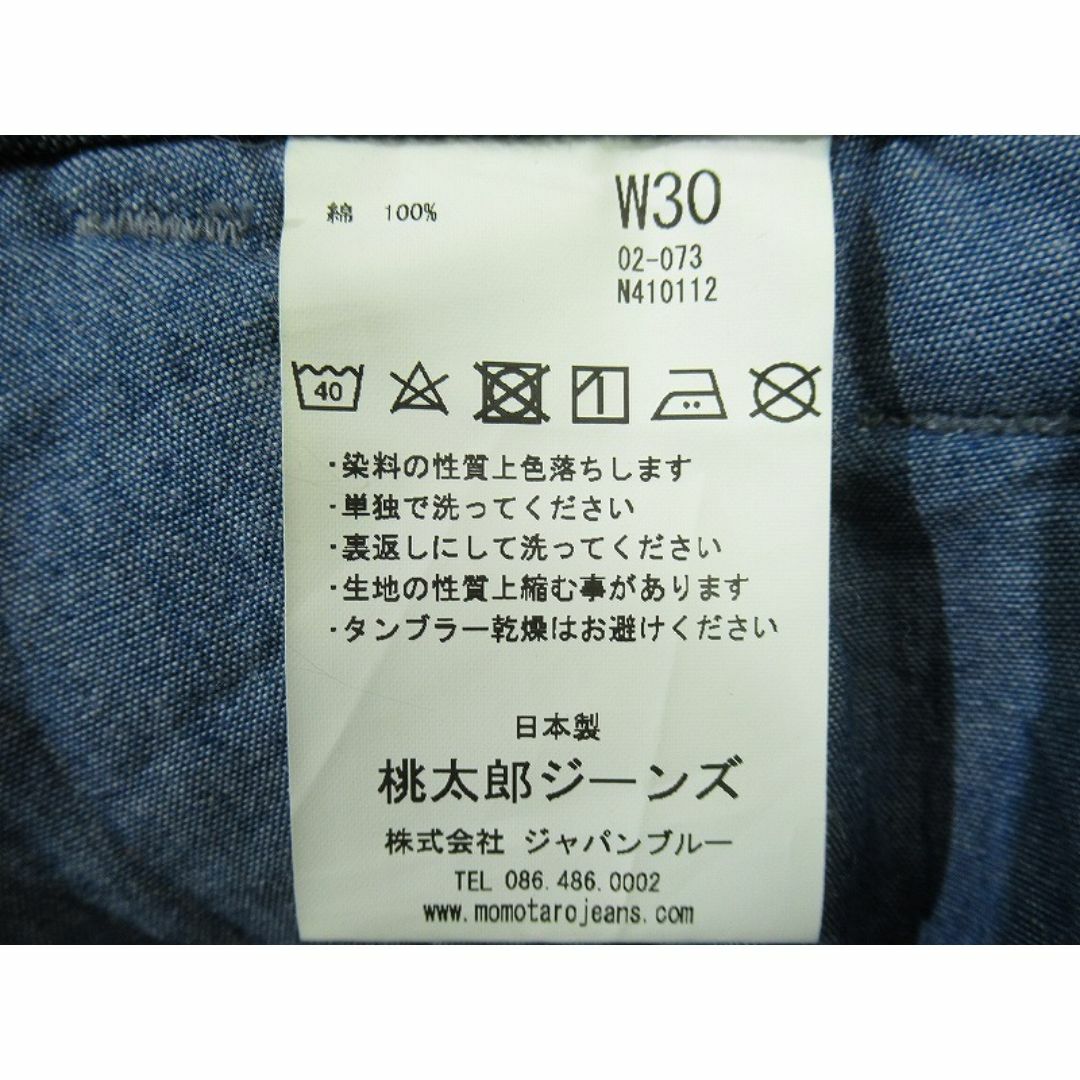 綿 100%
W30
02-073
N410112
40
・染料の性質上色落ちします
・単独で洗ってください
・裏返しにして洗ってください
・生地の性質上縮む事があります
・タンブラー乾燥はお避けください
日本製
桃太郎ジーンズ
株式会社 ジャパンブルー
TEL 086.486.0002
www.momotarojeans.com